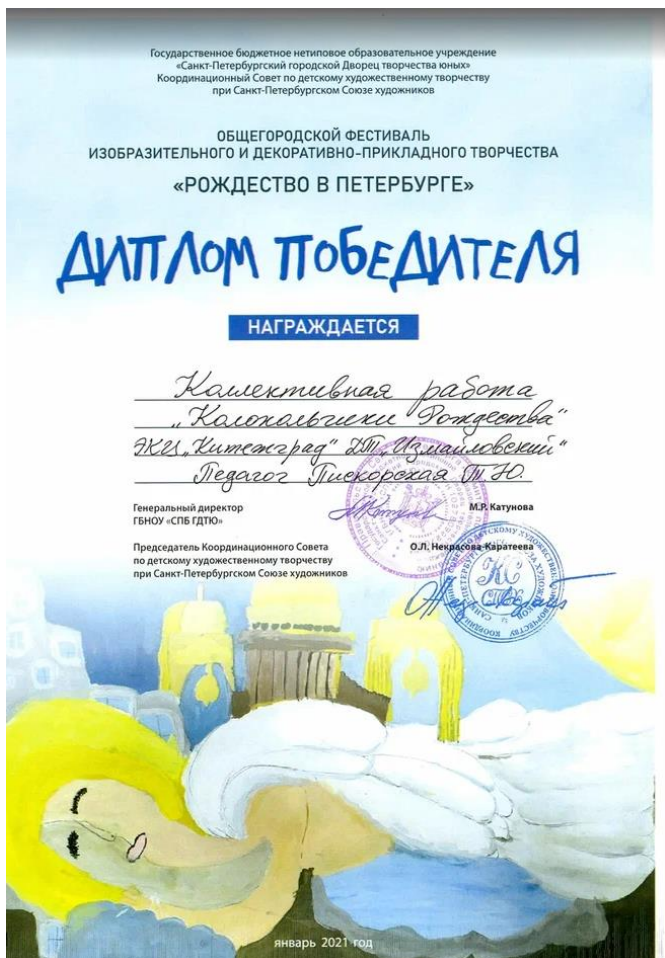 Государственное бюджетное нетиповое образовательное учреждение
«Санкт-Петербургский городской Дворец творчества юных»
Координационный Совет по детскому художественному творчеству
при Санкт-Петербургском Союзе художников
ОБЩЕГОРОДСКОЙ ФЕСТИВАЛЬ
ИЗОБРАЗИТЕЛЬНОГО И ДЕКОРАТИВНО-ПРИКЛАДНОГО ТВОРЧЕСТВА
«РОЖДЕСТВО В ПЕТЕРБУРГЕ»
ДИПЛОМ ПОБЕДИТЕЛЯ
НАГРАЖДАЕТСЯ
Коллективная работа
„Колокольчики Рождества“
ЭКЦ „Китежград“ ДТ „Измайловский“
Педагог Пискорская Т.Ю.
Генеральный директор
ГБНОУ «СПБ ГДТЮ»
М.Р. Катунова
Председатель Координационного Совета
по детскому художественному творчеству
при Санкт-Петербургском Союзе художников
О.Л. Некрасова-Каратеева
КС
январь 2021 год